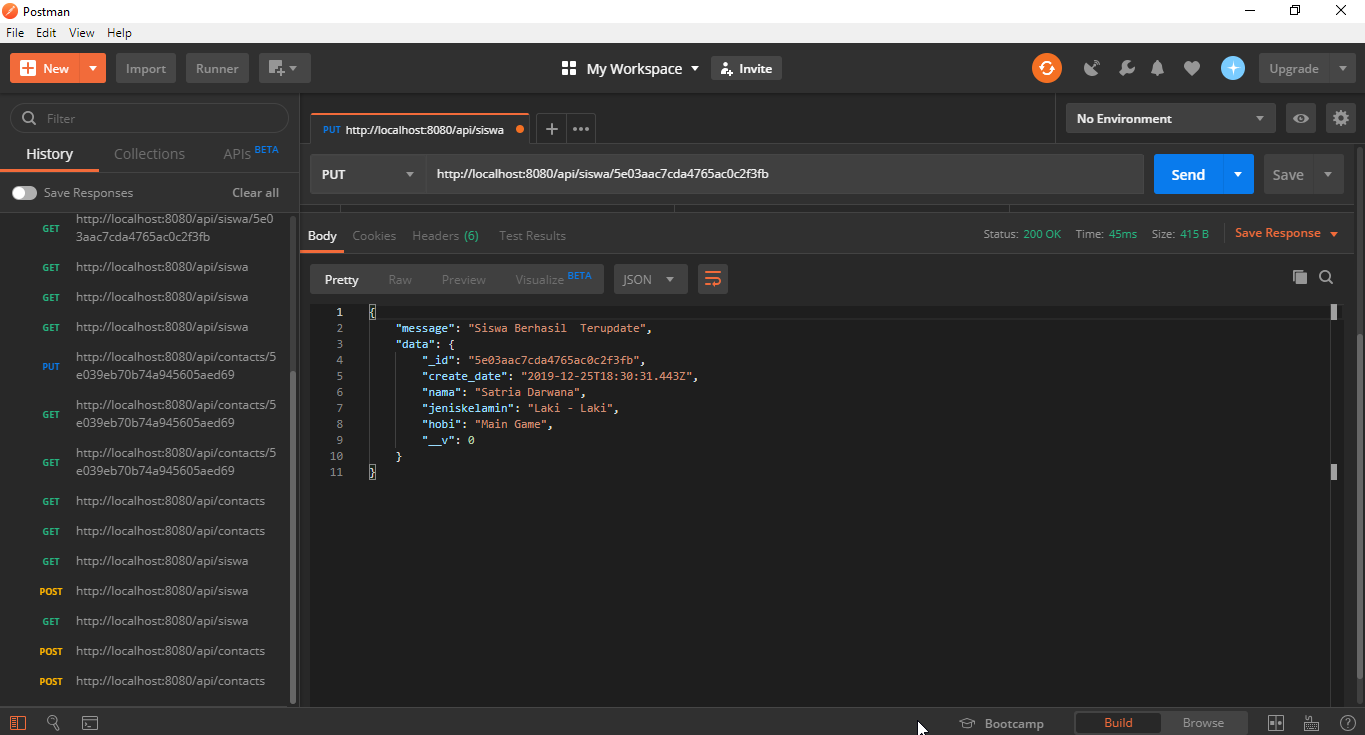 Postman
File Edit View Help
New Import Runner My Workspace Invite Upgrade
Filter
History Collections APIs BETA
Save Responses Clear all
GET http://localhost:8080/api/siswa/5e0
3aac7cda4765ac0c2f3fb
GET http://localhost:8080/api/siswa
GET http://localhost:8080/api/siswa
GET http://localhost:8080/api/siswa
PUT http://localhost:8080/api/contacts/5
e039eb70b74a945605aed69
GET http://localhost:8080/api/contacts/5
e039eb70b74a945605aed69
GET http://localhost:8080/api/contacts/5
e039eb70b74a945605aed69
GET http://localhost:8080/api/contacts
GET http://localhost:8080/api/contacts
GET http://localhost:8080/api/siswa
POST http://localhost:8080/api/siswa
GET http://localhost:8080/api/siswa
POST http://localhost:8080/api/contacts
POST http://localhost:8080/api/contacts
PUT http://localhost:8080/api/siswa
No Environment
PUT http://localhost:8080/api/siswa/5e03aac7cda4765ac0c2f3fb Send Save
Body Cookies Headers (6) Test Results Status: 200 OK Time: 45ms Size: 415 B Save Response
Pretty Raw Preview Visualize BETA JSON
1 {
2 "message": "Siswa Berhasil  Terupdate",
3 "data": {
4 "_id": "5e03aac7cda4765ac0c2f3fb",
5 "create_date": "2019-12-25T18:30:31.443Z",
6 "nama": "Satria Darwana",
7 "jeniskelamin": "Laki - Laki",
8 "hobi": "Main Game",
9 "__v": 0
10 }
11 }
Bootcamp Build Browse